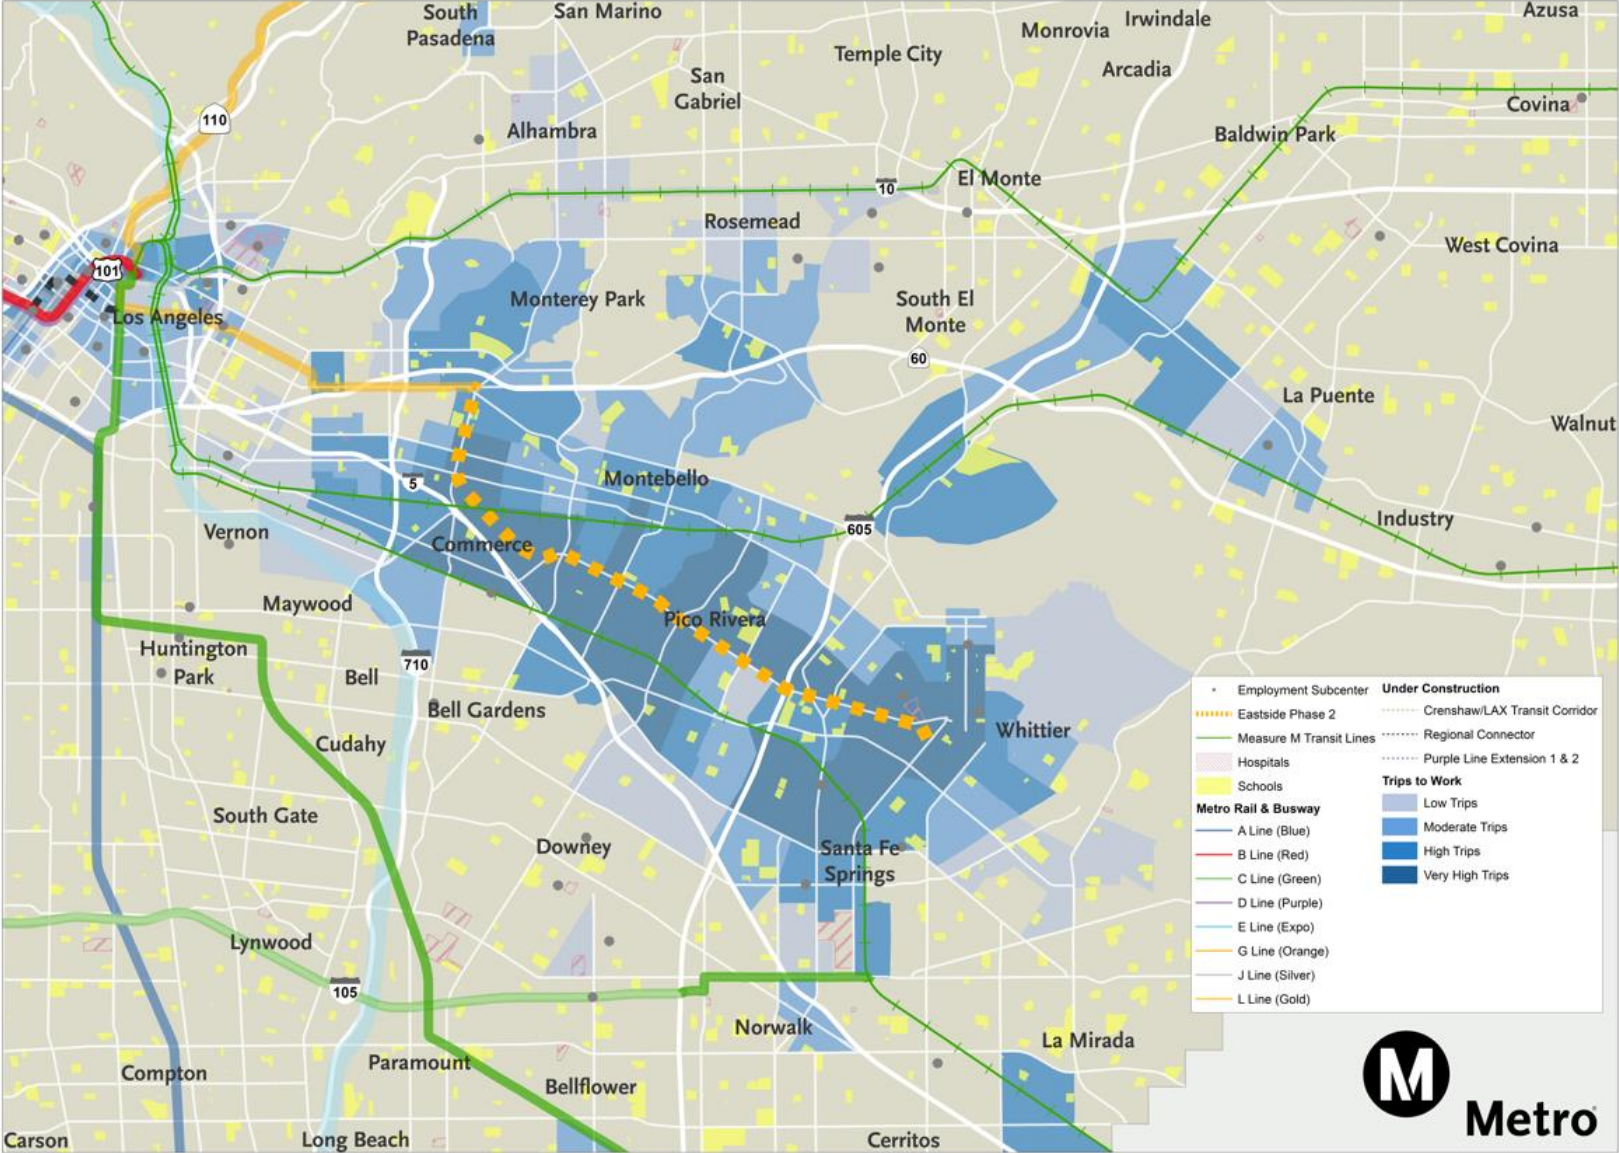 South
Pasadena
San Marino
Temple City
Monrovia
Irwindale
Azusa
Arcadia
San
Gabriel
Covina
110
Alhambra
Baldwin Park
10
El Monte
Rosemead
West Covina
101
Monterey Park
South El
Monte
Los Angeles
60
La Puente
Walnut
5
Montebello
605
Industry
Vernon
Commerce
Maywood
Pico Rivera
Huntington
Park
710
Bell
Bell Gardens
Whittier
Cudahy
South Gate
Downey
Santa Fe
Springs
Lynwood
105
Norwalk
La Mirada
Compton
Paramount
Bellflower
Carson
Long Beach
Cerritos
Employment Subcenter
Eastside Phase 2
Measure M Transit Lines
Hospitals
Schools
Metro Rail & Busway
A Line (Blue)
B Line (Red)
C Line (Green)
D Line (Purple)
E Line (Expo)
G Line (Orange)
J Line (Silver)
L Line (Gold)
Under Construction
Crenshaw/LAX Transit Corridor
Regional Connector
Purple Line Extension 1 & 2
Trips to Work
Low Trips
Moderate Trips
High Trips
Very High Trips
M
Metro